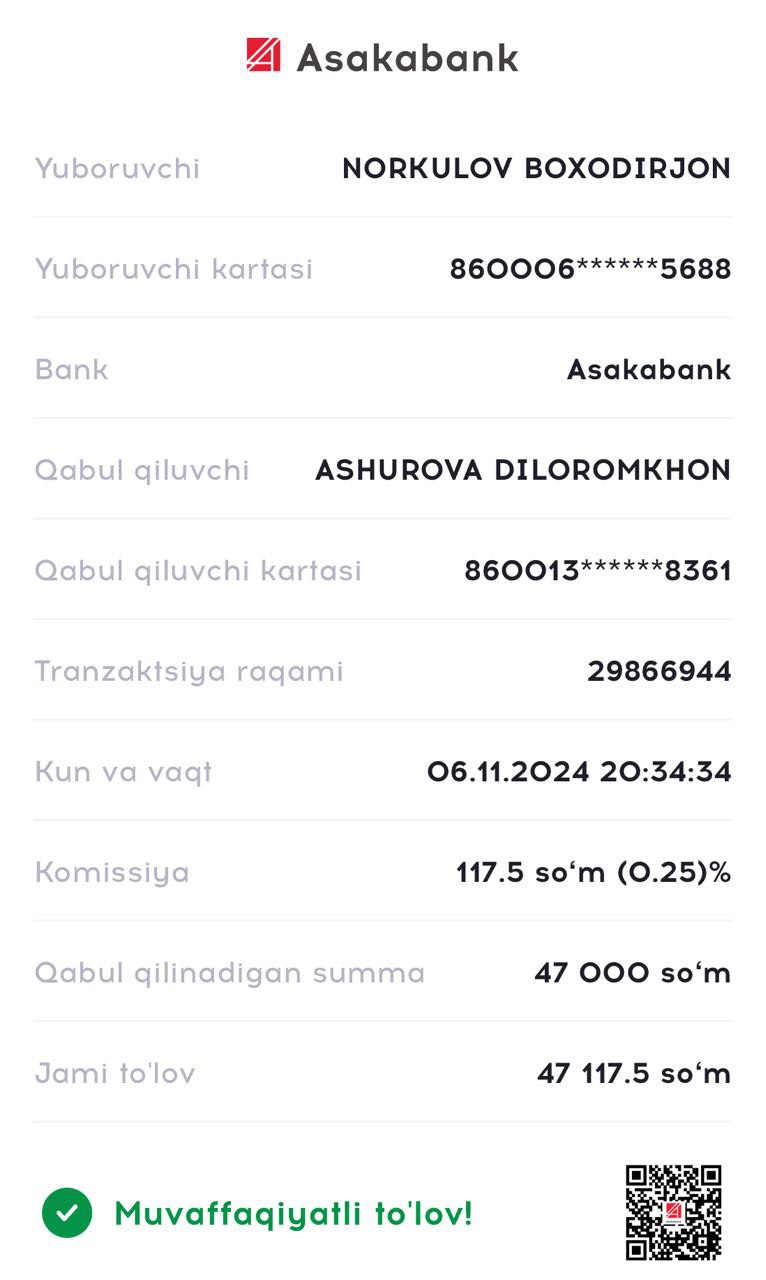 Asakabank
Yuboruvchi NORKULOV BOXODIRJON
Yuboruvchi kartasi 860006******5688
Bank Asakabank
Qabul qiluvchi ASHUROVA DILOROMKHON
Qabul qiluvchi kartasi 860013******8361
Tranzaktsiya raqami 29866944
Kun va vaqt 06.11.2024 20:34:34
Komissiya 117.5 so‘m (0.25)%
Qabul qilinadigan summa 47 000 so‘m
Jami to'lov 47 117.5 so‘m
Muvaffaqiyatli to'lov!